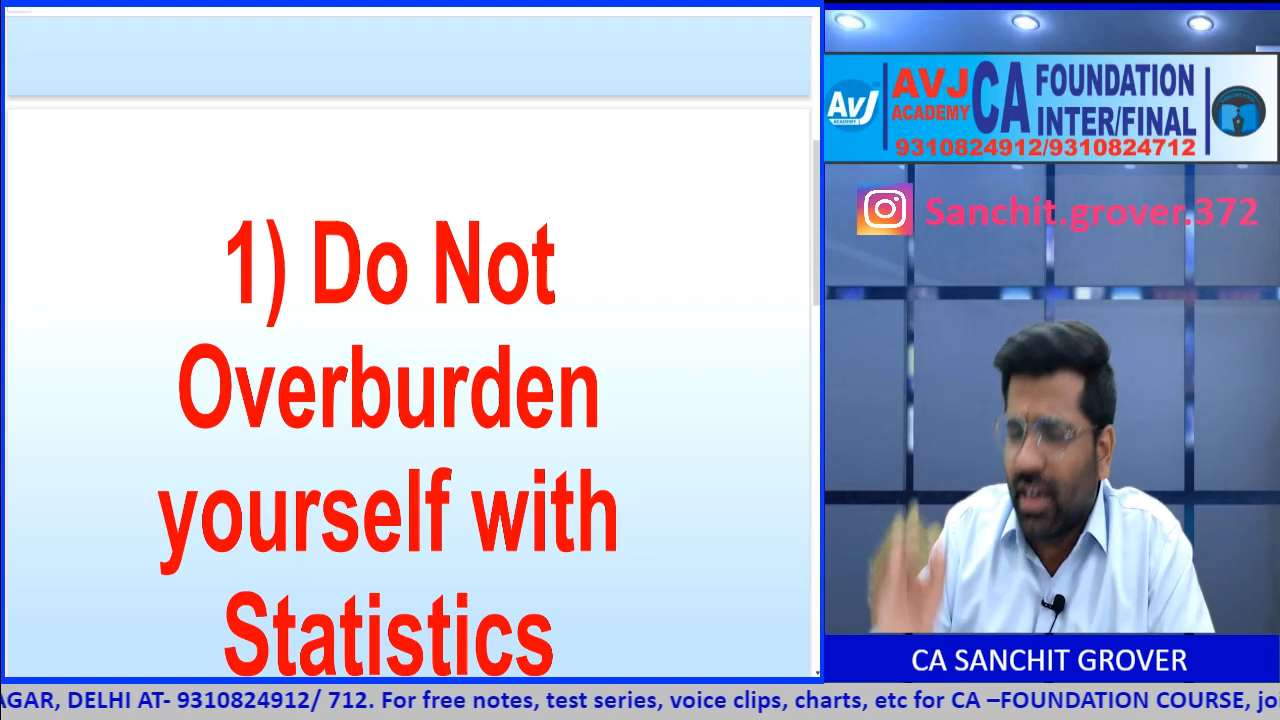 1) Do Not
Overburden
yourself with
Statistics
AVJ
AVJ
ACADEMY
CA
FOUNDATION
INTER/FINAL
9310824912/9310824712
Sanchit.grover.372
CA SANCHIT GROVER
AGAR, DELHI AT- 9310824912/ 712. For free notes, test series, voice clips, charts, etc for CA –FOUNDATION COURSE, jo